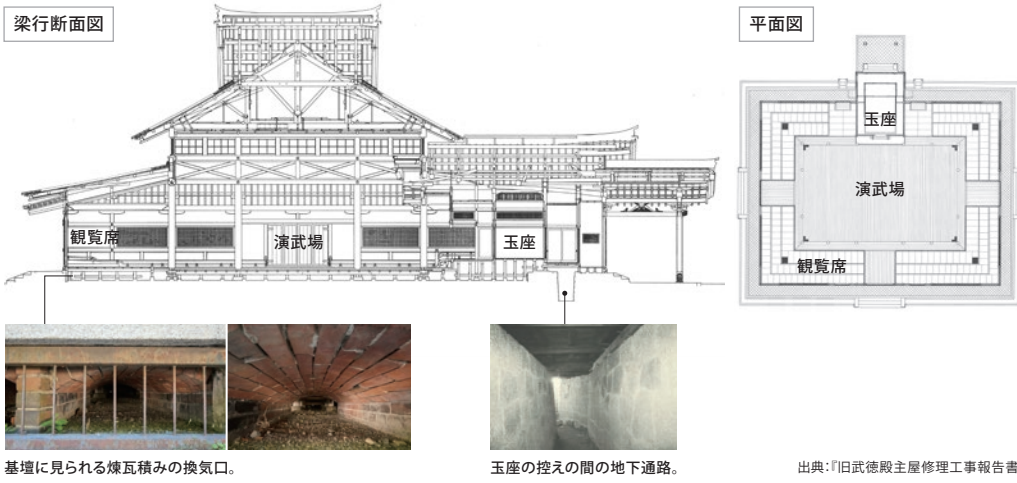 梁行断面図
平面図
玉座
演武場
観覧席
観覧席
演武場
玉座
基壇に見られる煉瓦積みの換気口。
玉座の控えの間の地下通路。
出典:『旧武徳殿主屋修理工事報告書